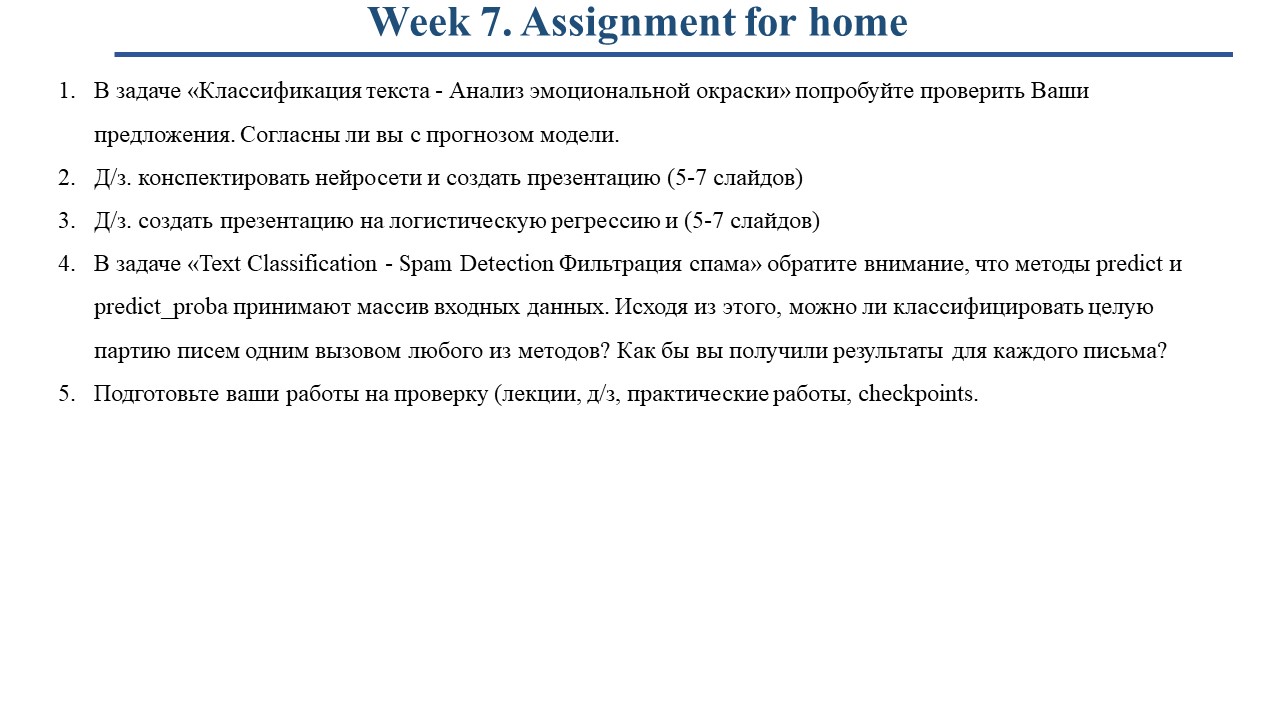 Week 7. Assignment for home
1. В задаче «Классификация текста - Анализ эмоциональной окраски» попробуйте проверить Ваши
предложения. Согласны ли вы с прогнозом модели.
2. Д/з. конспектировать нейросети и создать презентацию (5-7 слайдов)
3. Д/з. создать презентацию на логистическую регрессию и (5-7 слайдов)
4. В задаче «Text Classification - Spam Detection Фильтрация спама» обратите внимание, что методы predict и
predict_proba принимают массив входных данных. Исходя из этого, можно ли классифицировать целую
партию писем одним вызовом любого из методов? Как бы вы получили результаты для каждого письма?
5. Подготовьте ваши работы на проверку (лекции, д/з, практические работы, checkpoints.